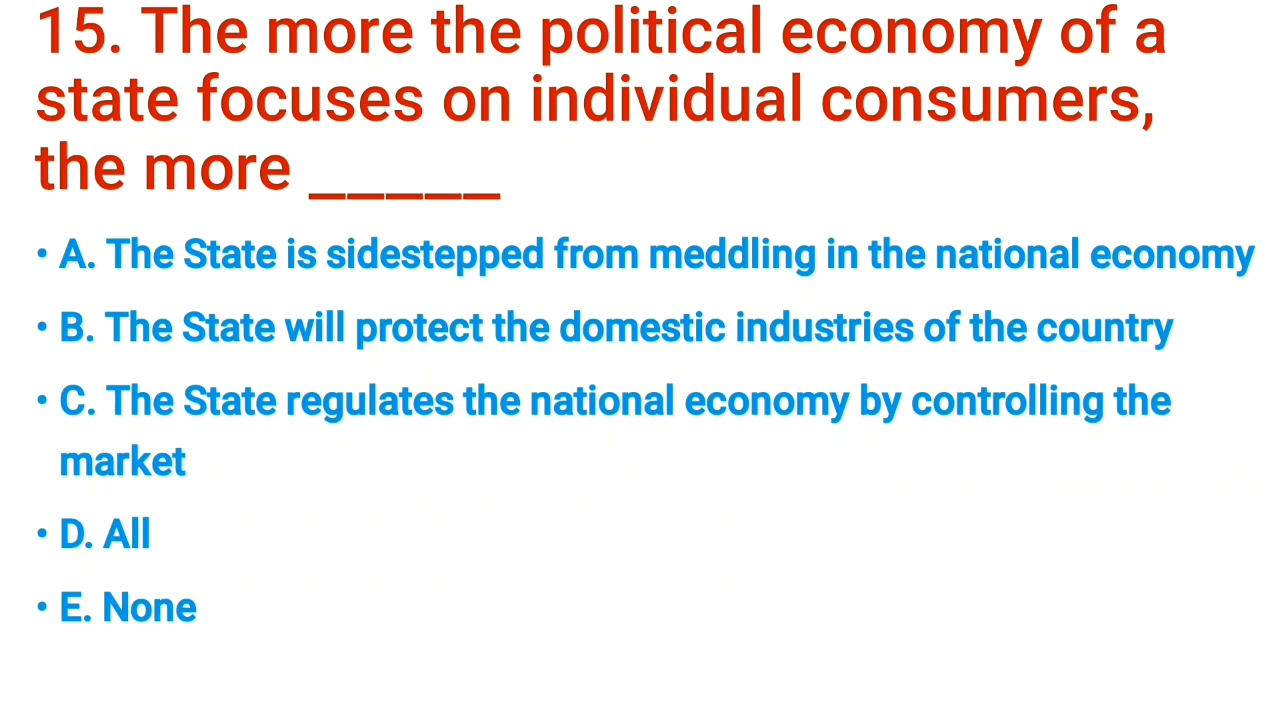 15. The more the political economy of a
state focuses on individual consumers,
the more _____
• A. The State is sidestepped from meddling in the national economy
• B. The State will protect the domestic industries of the country
• C. The State regulates the national economy by controlling the
market
• D. All
• E. None